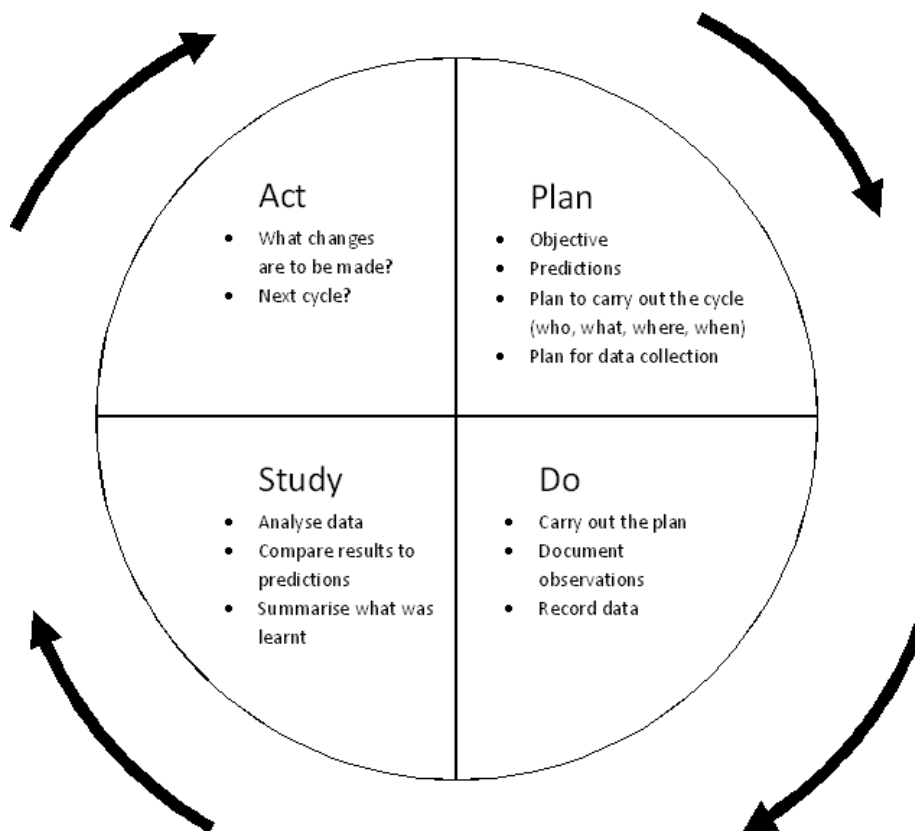 Act
• What changes
are to be made?
• Next cycle?
Plan
• Objective
• Predictions
• Plan to carry out the cycle
(who, what, where, when)
• Plan for data collection
Study
• Analyse data
• Compare results to
predictions
• Summarise what was
learnt
Do
• Carry out the plan
• Document
observations
• Record data